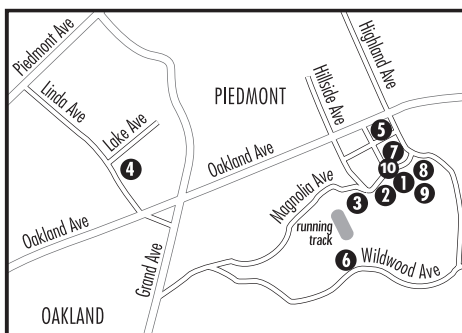 Piedmont Ave
Linda Ave
Lake Ave
4
PIEDMONT
Hillside Ave
Highland Ave
5
7
10
8
1
9
2
3
Oakland Ave
Magnolia Ave
running
track
6
Wildwood Ave
Oakland Ave
Grand Ave
OAKLAND